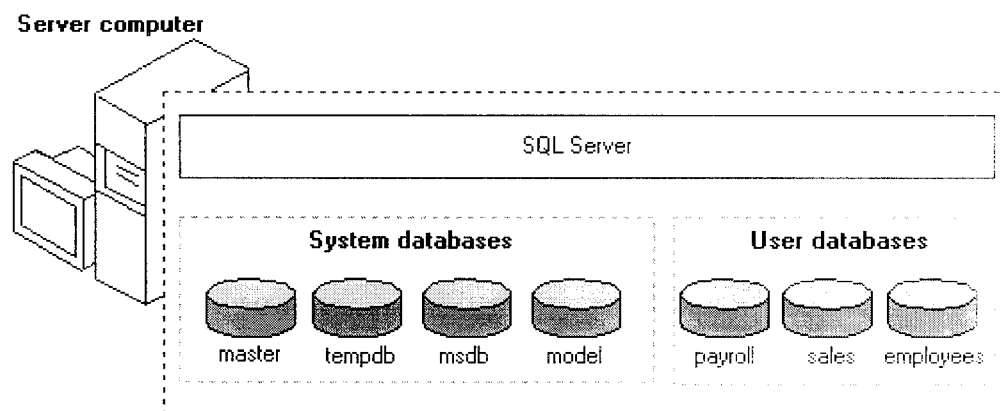 Server computer
SQL Server
System databases
User databases
master tempdb msdb model
payroll sales employees